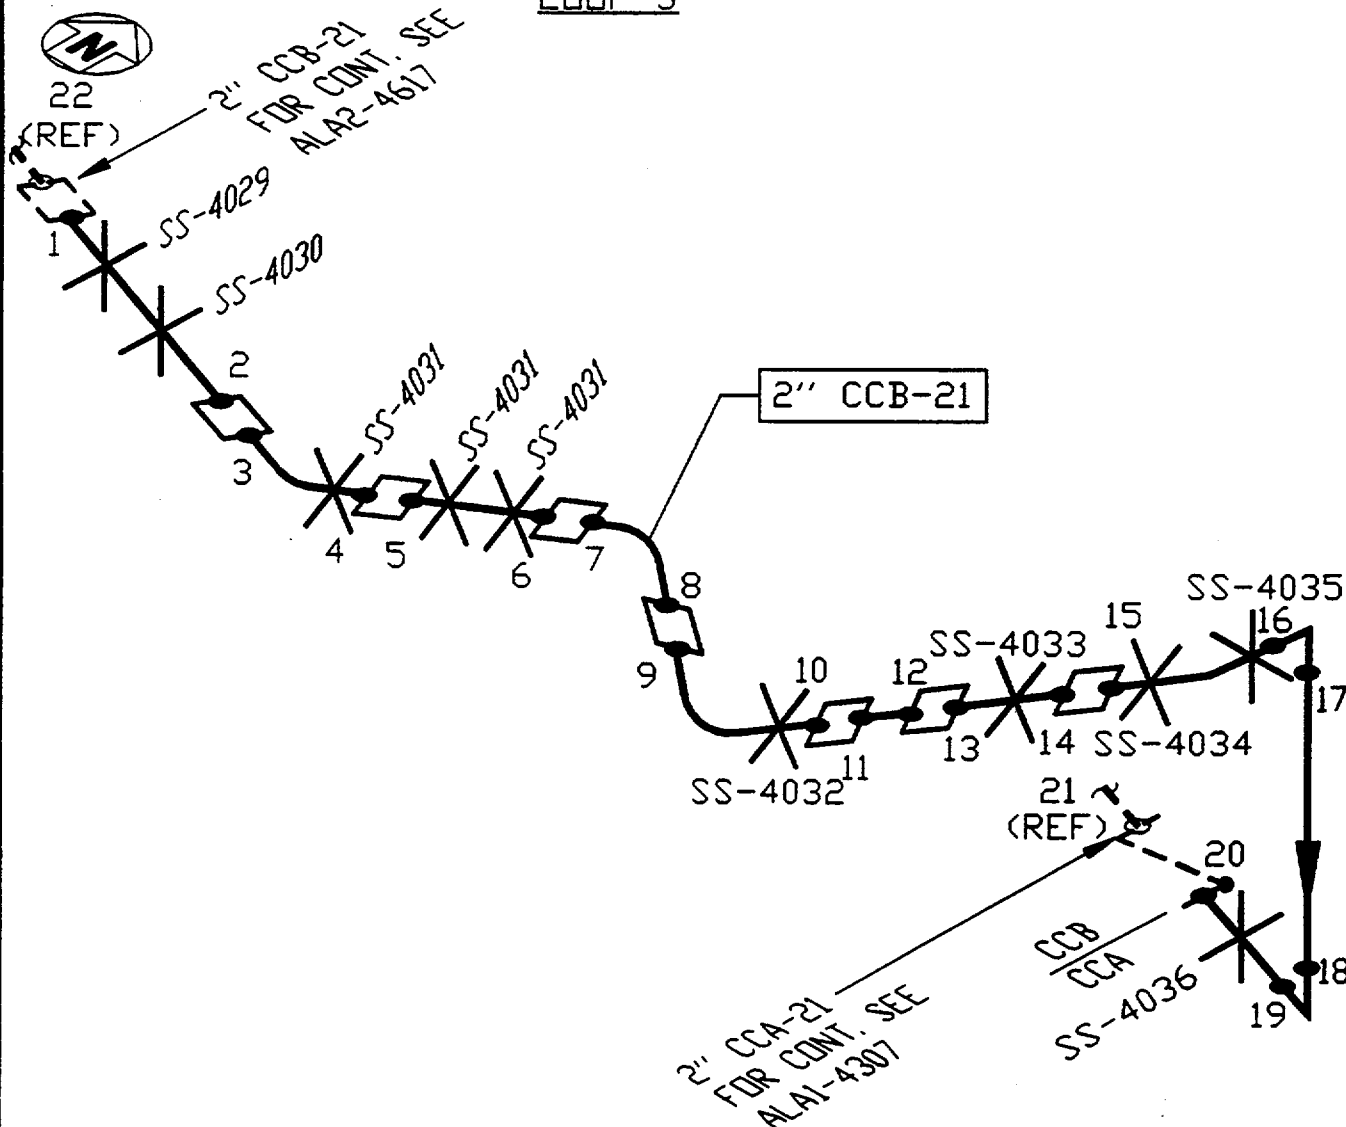 N
22
(REF)
2" CCB-21
FOR CONT. SEE
ALA2-4617
1
SS-4029
SS-4030
2
3
SS-4031
SS-4031
SS-4031
4
5
6
7
2" CCB-21
8
9
10
SS-4032
11
12
SS-4033
13
14
15
SS-4034
SS-4035
16
17
21
(REF)
20
CCB
CCA
18
19
SS-4036
2" CCA-21
FOR CONT. SEE
ALA1-4307